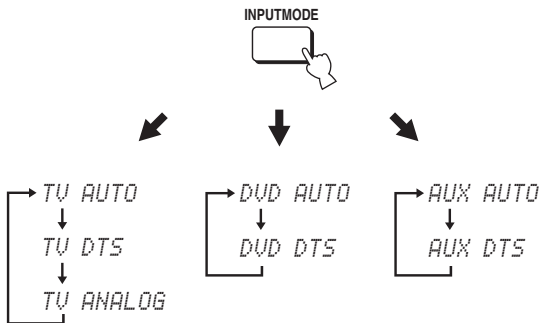 INPUTMODE
TV AUTO
TV DTS
TV ANALOG
DVD AUTO
DVD DTS
AUX AUTO
AUX DTS